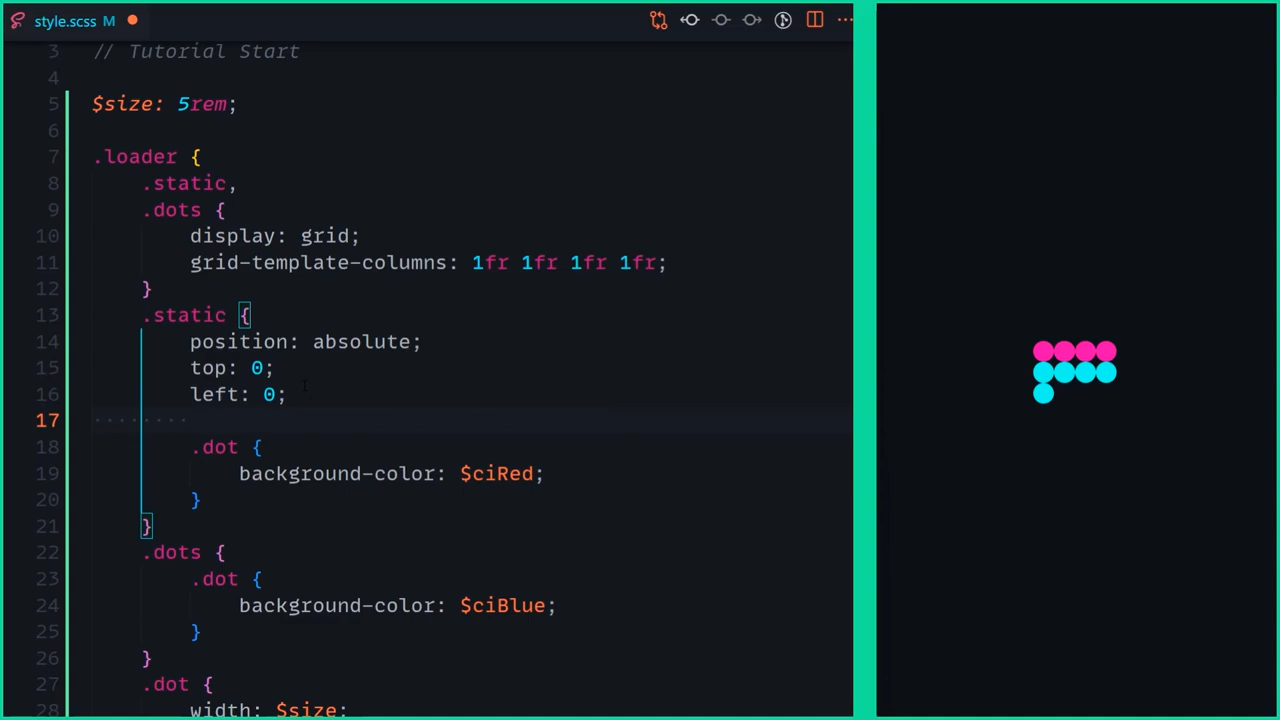 style.scss M
3 // Tutorial Start
4
5 $size: 5rem;
6
7 .loader {
8 .static,
9 .dots {
10 display: grid;
11 grid-template-columns: 1fr 1fr 1fr 1fr;
12 }
13 .static {
14 position: absolute;
15 top: 0;
16 left: 0;
17
18 .dot {
19 background-color: $ciRed;
20 }
21 }
22 .dots {
23 .dot {
24 background-color: $ciBlue;
25 }
26 }
27 .dot {
28 width: $size;